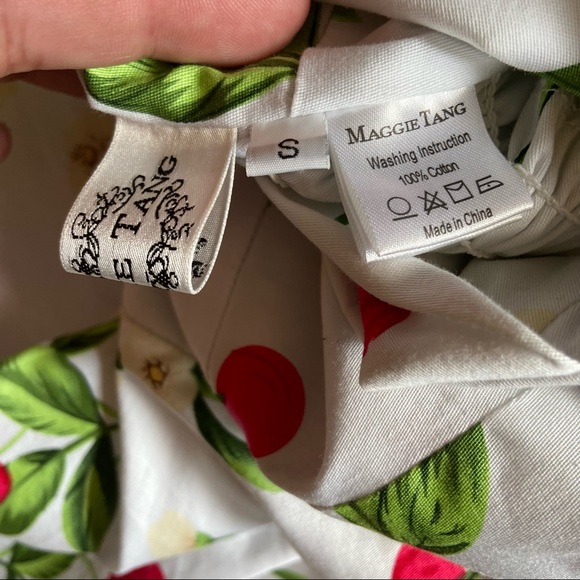 E TANG
S
MAGGIE TANG
Washing Instruction
100% Cotton
Made in China